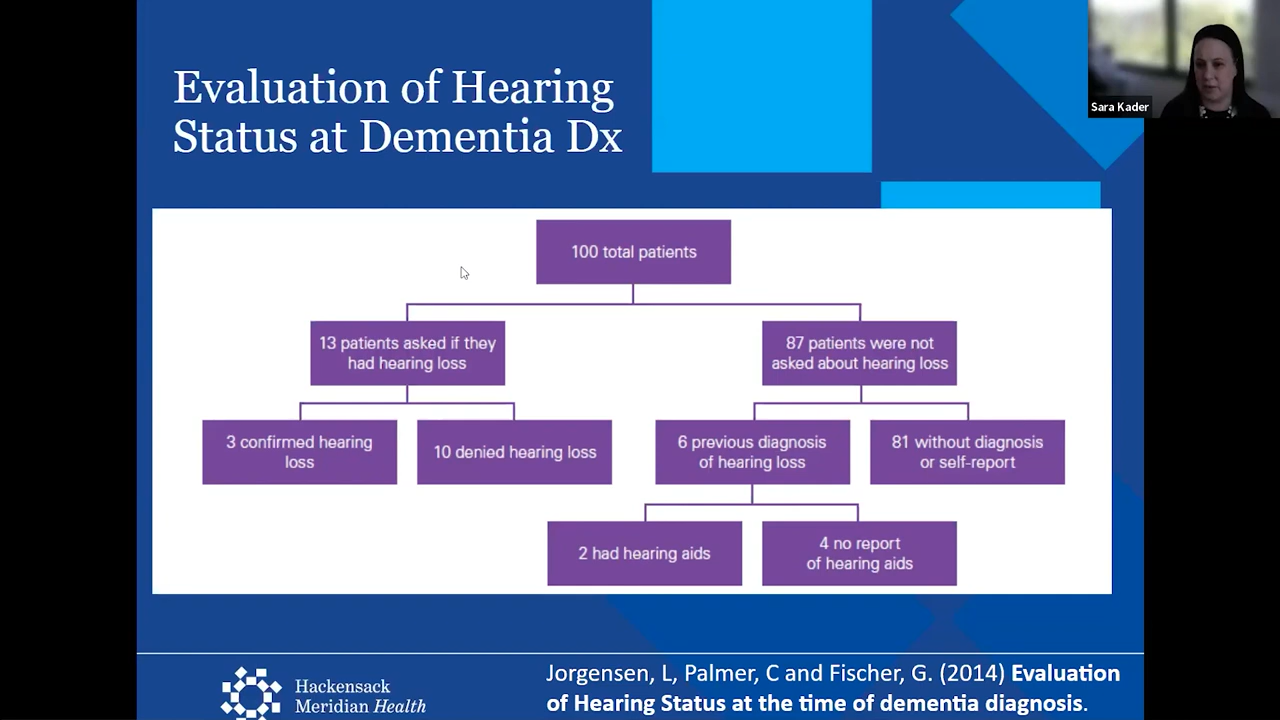 Evaluation of Hearing
Status at Dementia Dx
Sara Kader
100 total patients
13 patients asked if they
had hearing loss
87 patients were not
asked about hearing loss
3 confirmed hearing
loss
10 denied hearing loss
6 previous diagnosis
of hearing loss
81 without diagnosis
or self-report
2 had hearing aids
4 no report
of hearing aids
Hackensack
Meridian Health
Jorgensen, L, Palmer, C and Fischer, G. (2014) Evaluation
of Hearing Status at the time of dementia diagnosis.